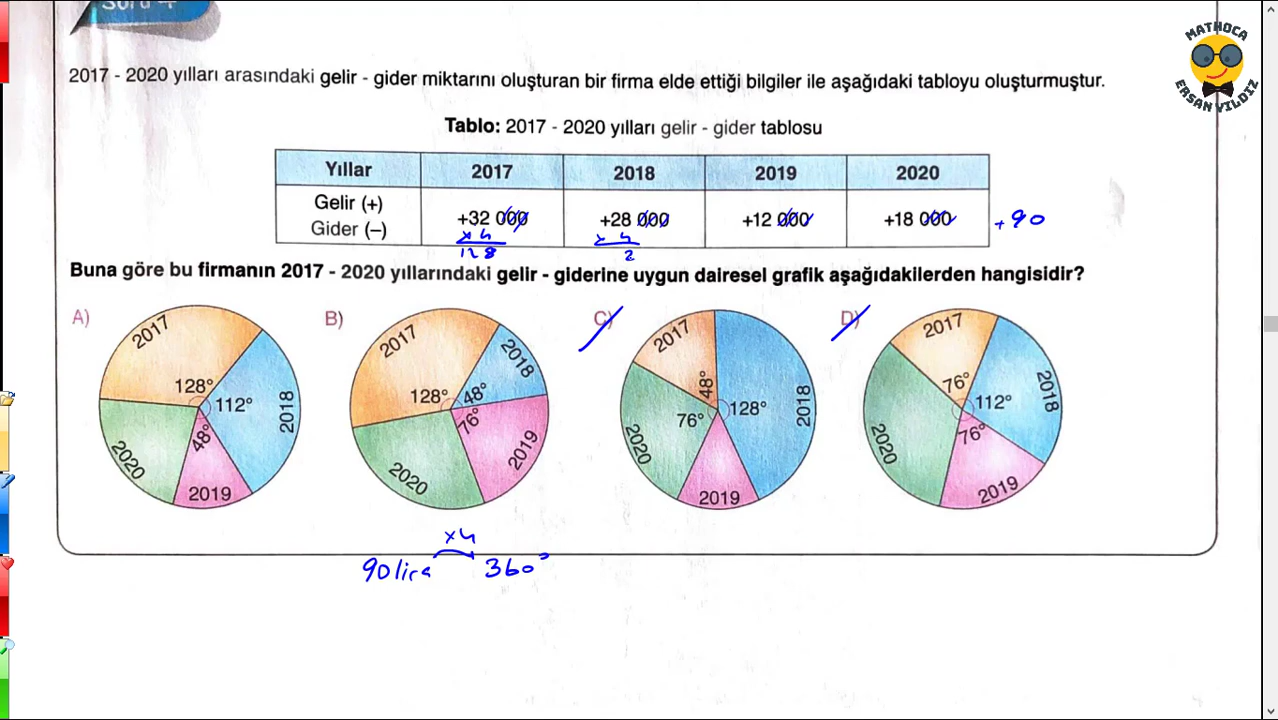 Soru 4
MATHOCA
ERSAN YILDIZ
2017 - 2020 yılları arasındaki gelir - gider miktarını oluşturan bir firma elde ettiği bilgiler ile aşağıdaki tabloyu oluşturmuştur.
Tablo: 2017 - 2020 yılları gelir - gider tablosu
Yıllar 2017 2018 2019 2020
Gelir (+)
Gider (–) +32 000 +28 000 +12 000 +18 000 +90
x4 x4
128 2
Buna göre bu firmanın 2017 - 2020 yıllarındaki gelir - giderine uygun dairesel grafik aşağıdakilerden hangisidir?
A) 2017 128° 112° 2018 48° 2019 2020
B) 2017 128° 48° 2018 76° 2019 2020
C) 2017 48° 128° 2018 76° 2019 2020
D) 2017 76° 112° 2018 76° 2019 2020
x4
90 lira 360°